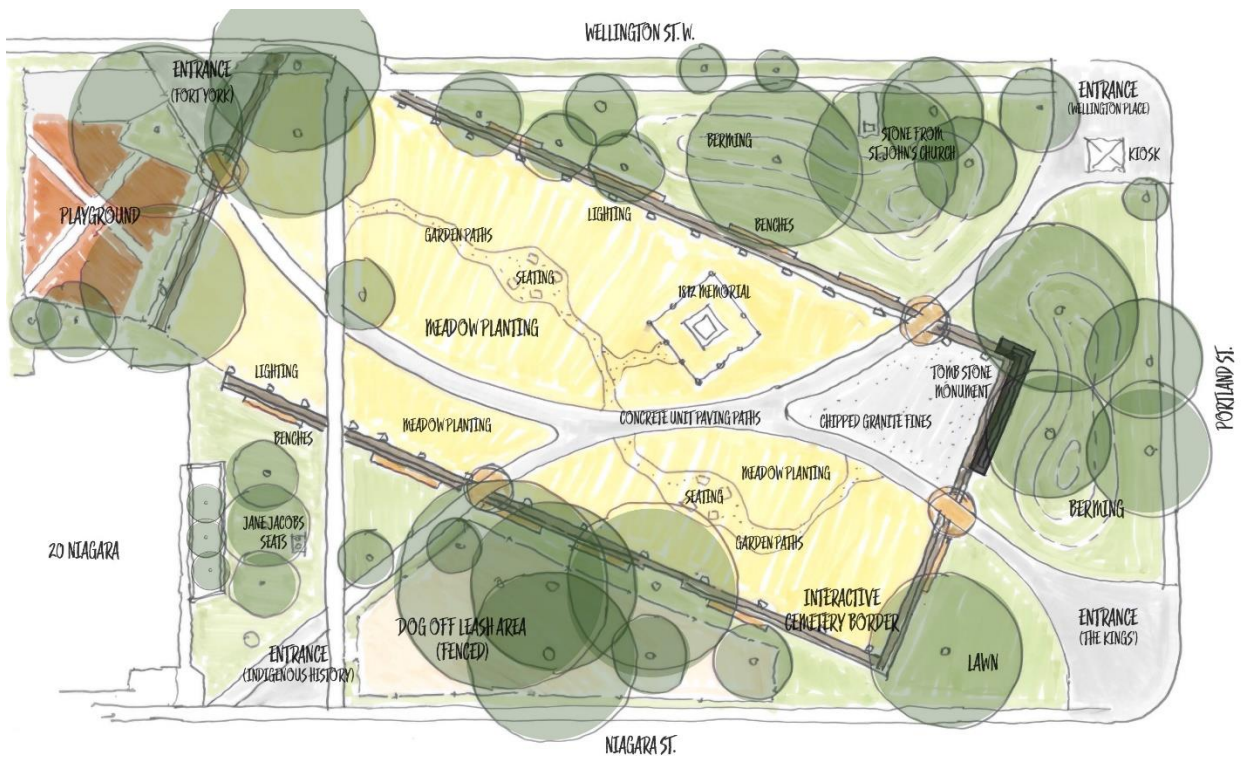 WELLINGTON ST. W.
ENTRANCE
(FORT YORK)
ENTRANCE
(WELLINGTON PLACE)
BERMING
STONE FROM
ST. JOHN'S CHURCH
KIOSK
PLAYGROUND
LIGHTING
BENCHES
GARDEN PATHS
SEATING
1812 MEMORIAL
MEADOW PLANTING
TOMB STONE
MONUMENT
PORTLAND ST.
LIGHTING
BENCHES
MEADOW PLANTING
CONCRETE UNIT PAVING PATHS
CHIPPED GRANITE FINES
MEADOW PLANTING
SEATING
GARDEN PATHS
BERMING
JANE JACOBS
SEATS
20 NIAGARA
INTERACTIVE
CEMETERY BORDER
DOG OFF LEASH AREA
(FENCED)
ENTRANCE
(INDIGENOUS HISTORY)
LAWN
ENTRANCE
(THE KINGS')
NIAGARA ST.